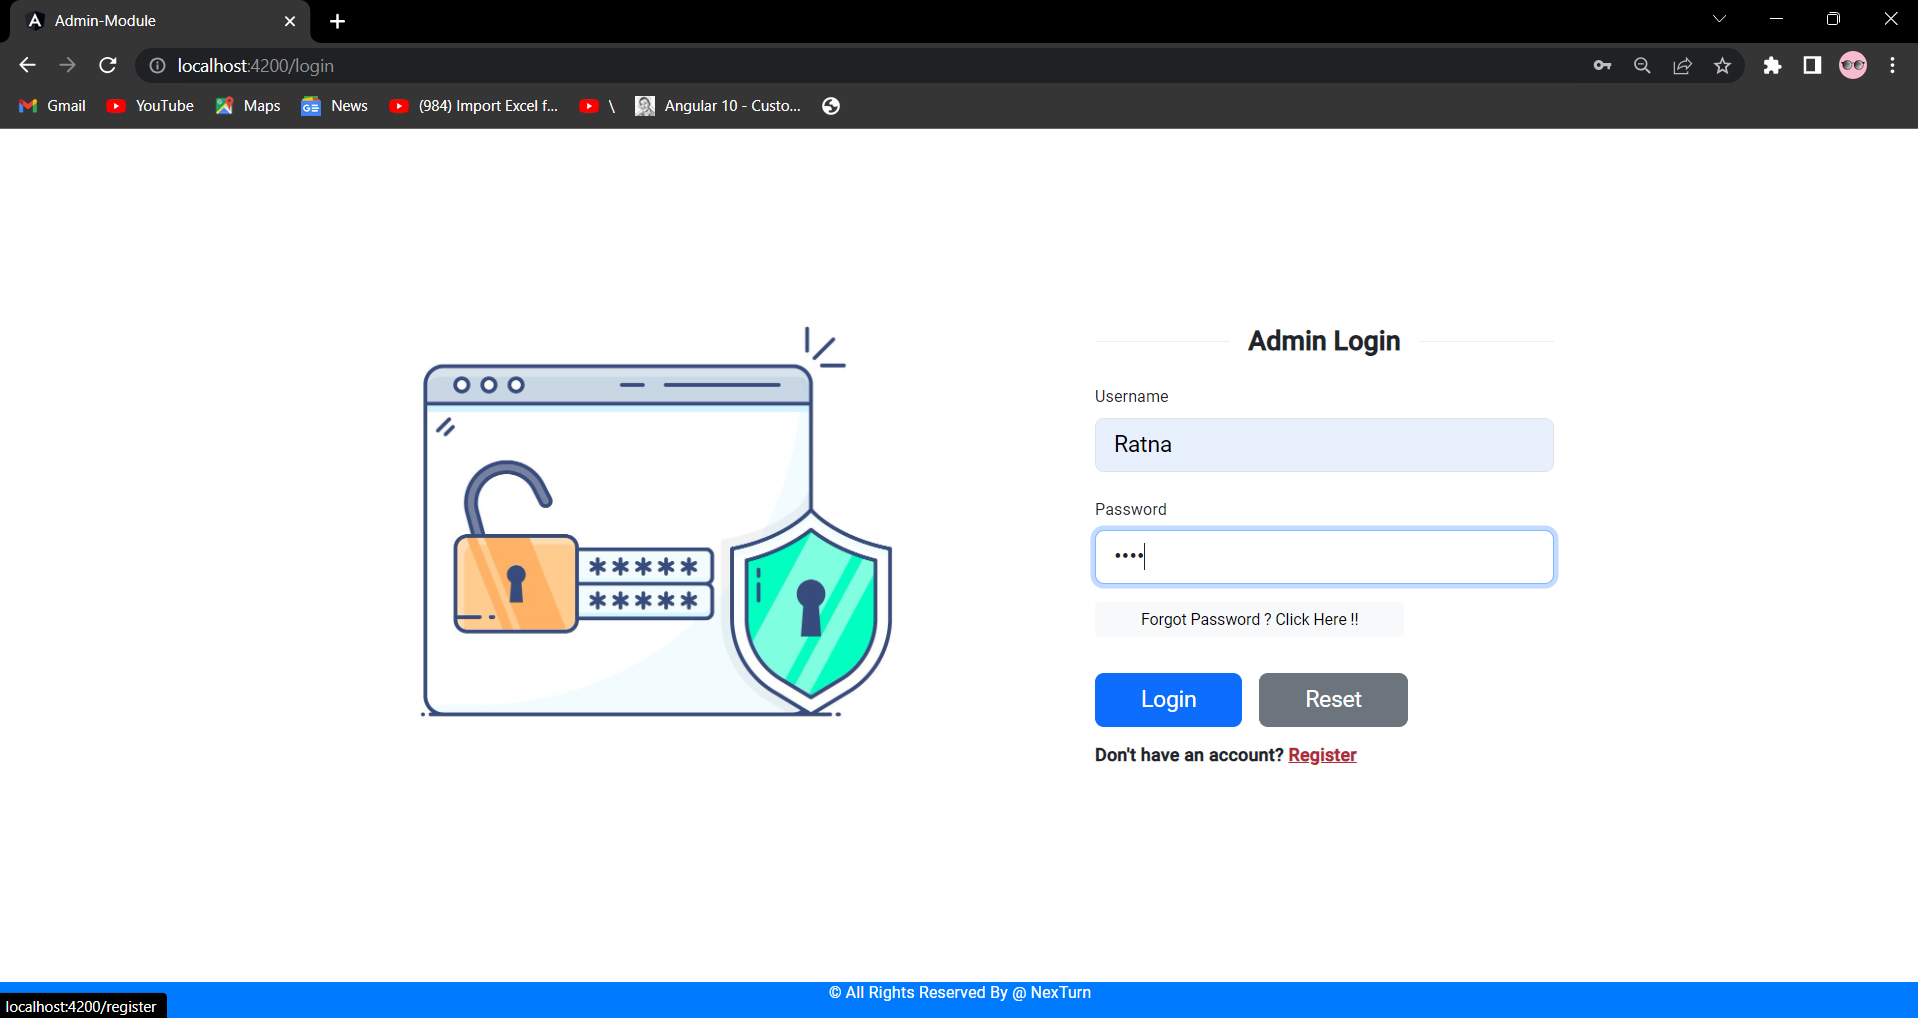 Admin-Module
localhost:4200/login
Gmail YouTube Maps News (984) Import Excel f... \ Angular 10 - Custo...
Admin Login
Username
Ratna
Password
••••
*****
*****
Forgot Password ? Click Here !!
Login Reset
Don't have an account? Register
© All Rights Reserved By @ NexTurn
localhost:4200/register